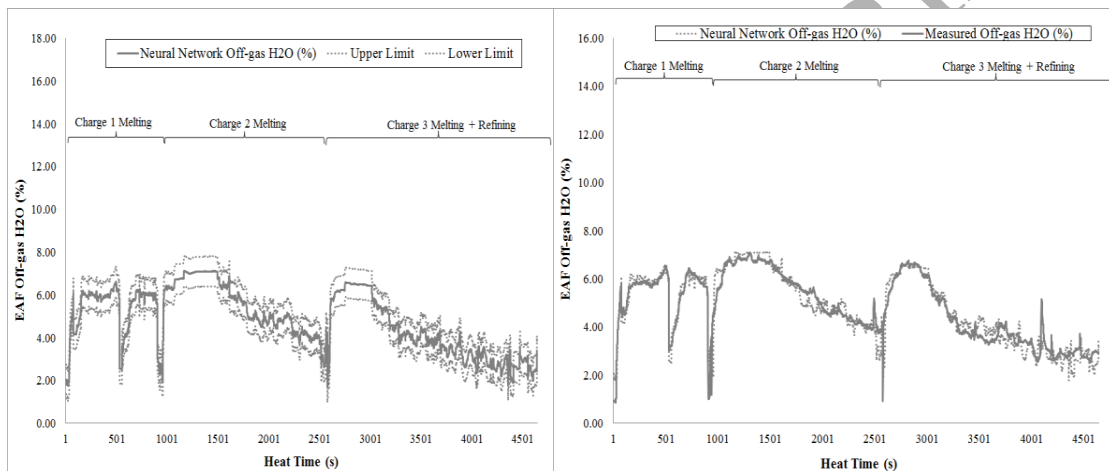 18.00
16.00
14.00
12.00
10.00
8.00
6.00
4.00
2.00
0.00
EAF Off-gas H2O (%)
Neural Network Off-gas H2O (%) Upper Limit Lower Limit
Charge 1 Melting Charge 2 Melting Charge 3 Melting + Refining
1 501 1001 1501 2001 2501 3001 3501 4001 4501
Heat Time (s)
16.00
14.00
12.00
10.00
8.00
6.00
4.00
2.00
0.00
EAF Off-gas H2O (%)
Neural Network Off-gas H2O (%) Measured Off-gas H2O (%)
Charge 1 Melting Charge 2 Melting Charge 3 Melting + Refining
1 501 1001 1501 2001 2501 3001 3501 4001 4501
Heat Time (s)